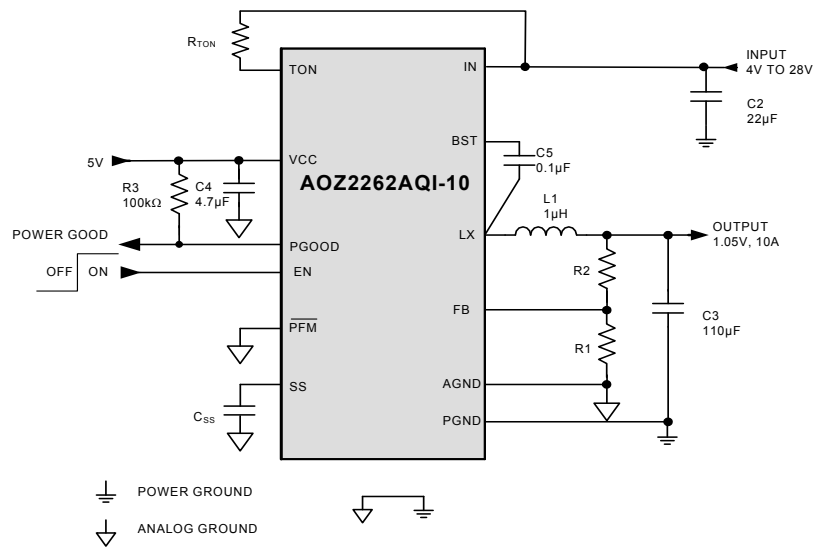 R_TON
TON
IN
INPUT
4V TO 28V
C2
22µF
BST
C5
0.1µF
5V
VCC
AOZ2262AQI-10
R3
100kΩ
C4
4.7µF
L1
1µH
LX
OUTPUT
1.05V, 10A
POWER GOOD
PGOOD
OFF
ON
EN
R2
FB
C3
110µF
PFM
R1
SS
AGND
C_SS
PGND
POWER GROUND
ANALOG GROUND